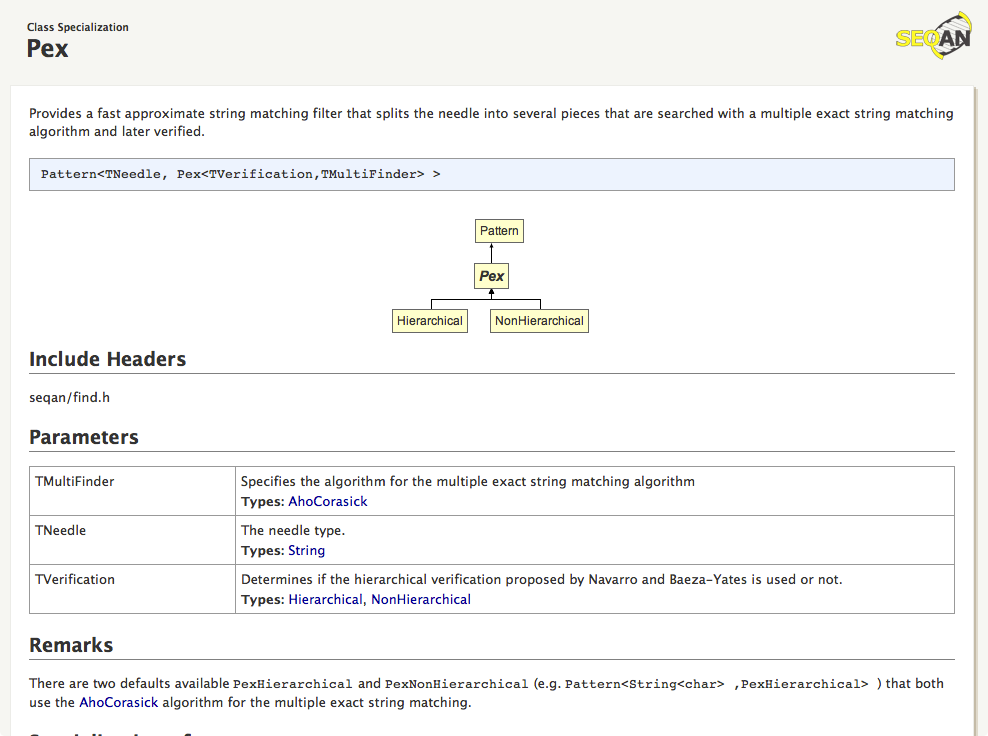 Class Specialization
Pex
SEQAN
Provides a fast approximate string matching filter that splits the needle into several pieces that are searched with a multiple exact string matching
algorithm and later verified.
Pattern<TNeedle, Pex<TVerification,TMultiFinder> >
Pattern
Pex
Hierarchical NonHierarchical
Include Headers
seqan/find.h
Parameters
TMultiFinder Specifies the algorithm for the multiple exact string matching algorithm
Types: AhoCorasick
TNeedle The needle type.
Types: String
TVerification Determines if the hierarchical verification proposed by Navarro and Baeza-Yates is used or not.
Types: Hierarchical, NonHierarchical
Remarks
There are two defaults available PexHierarchical and PexNonHierarchical (e.g. Pattern<String<char> ,PexHierarchical> ) that both
use the AhoCorasick algorithm for the multiple exact string matching.